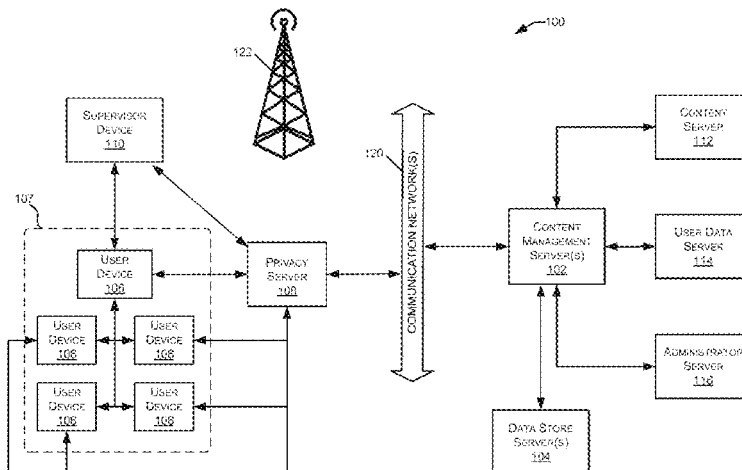 100
122
SUPERVISOR
DEVICE
110
CONTENT
SERVER
112
120
COMMUNICATION NETWORK(S)
107
USER
DEVICE
106
PRIVACY
SERVER
108
CONTENT
MANAGEMENT
SERVER(S)
102
USER DATA
SERVER
114
USER
DEVICE
106
USER
DEVICE
106
USER
DEVICE
106
USER
DEVICE
106
ADMINISTRATOR
SERVER
116
DATA STORE
SERVER(S)
104